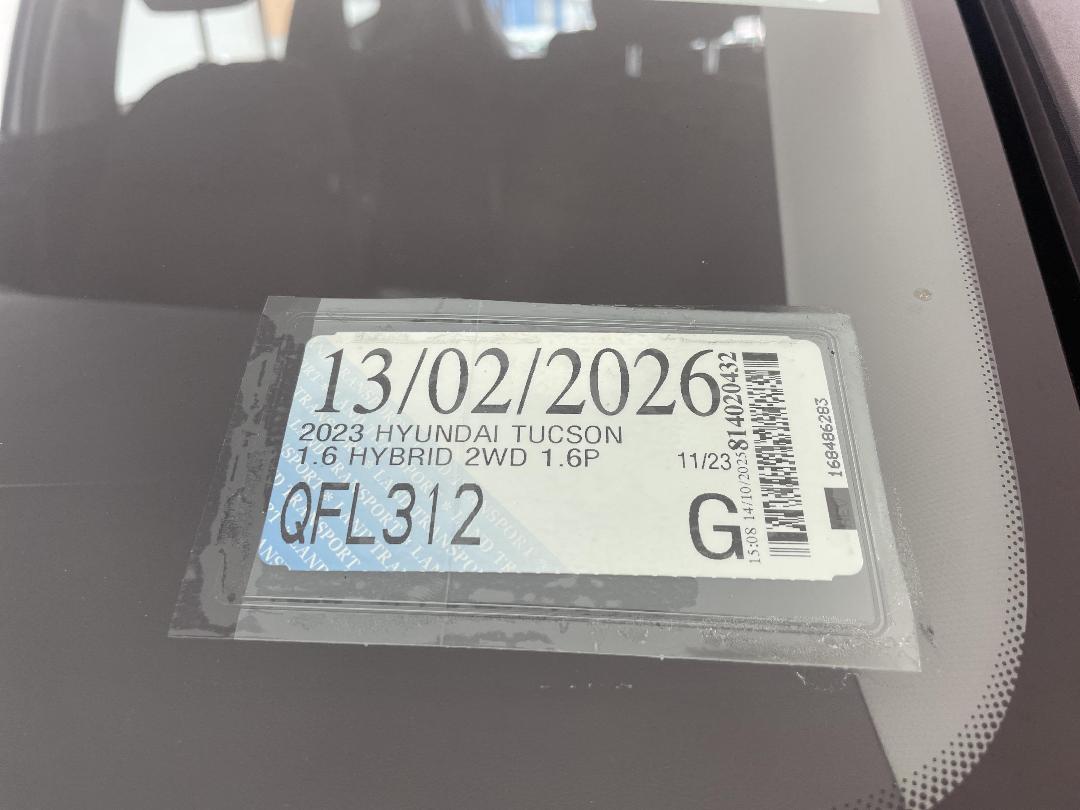 13/02/2026
2023 HYUNDAI TUCSON
1.6 HYBRID 2WD 1.6P
11/23
QFL312
G
15:08 14/10/2025
814020432
168486283